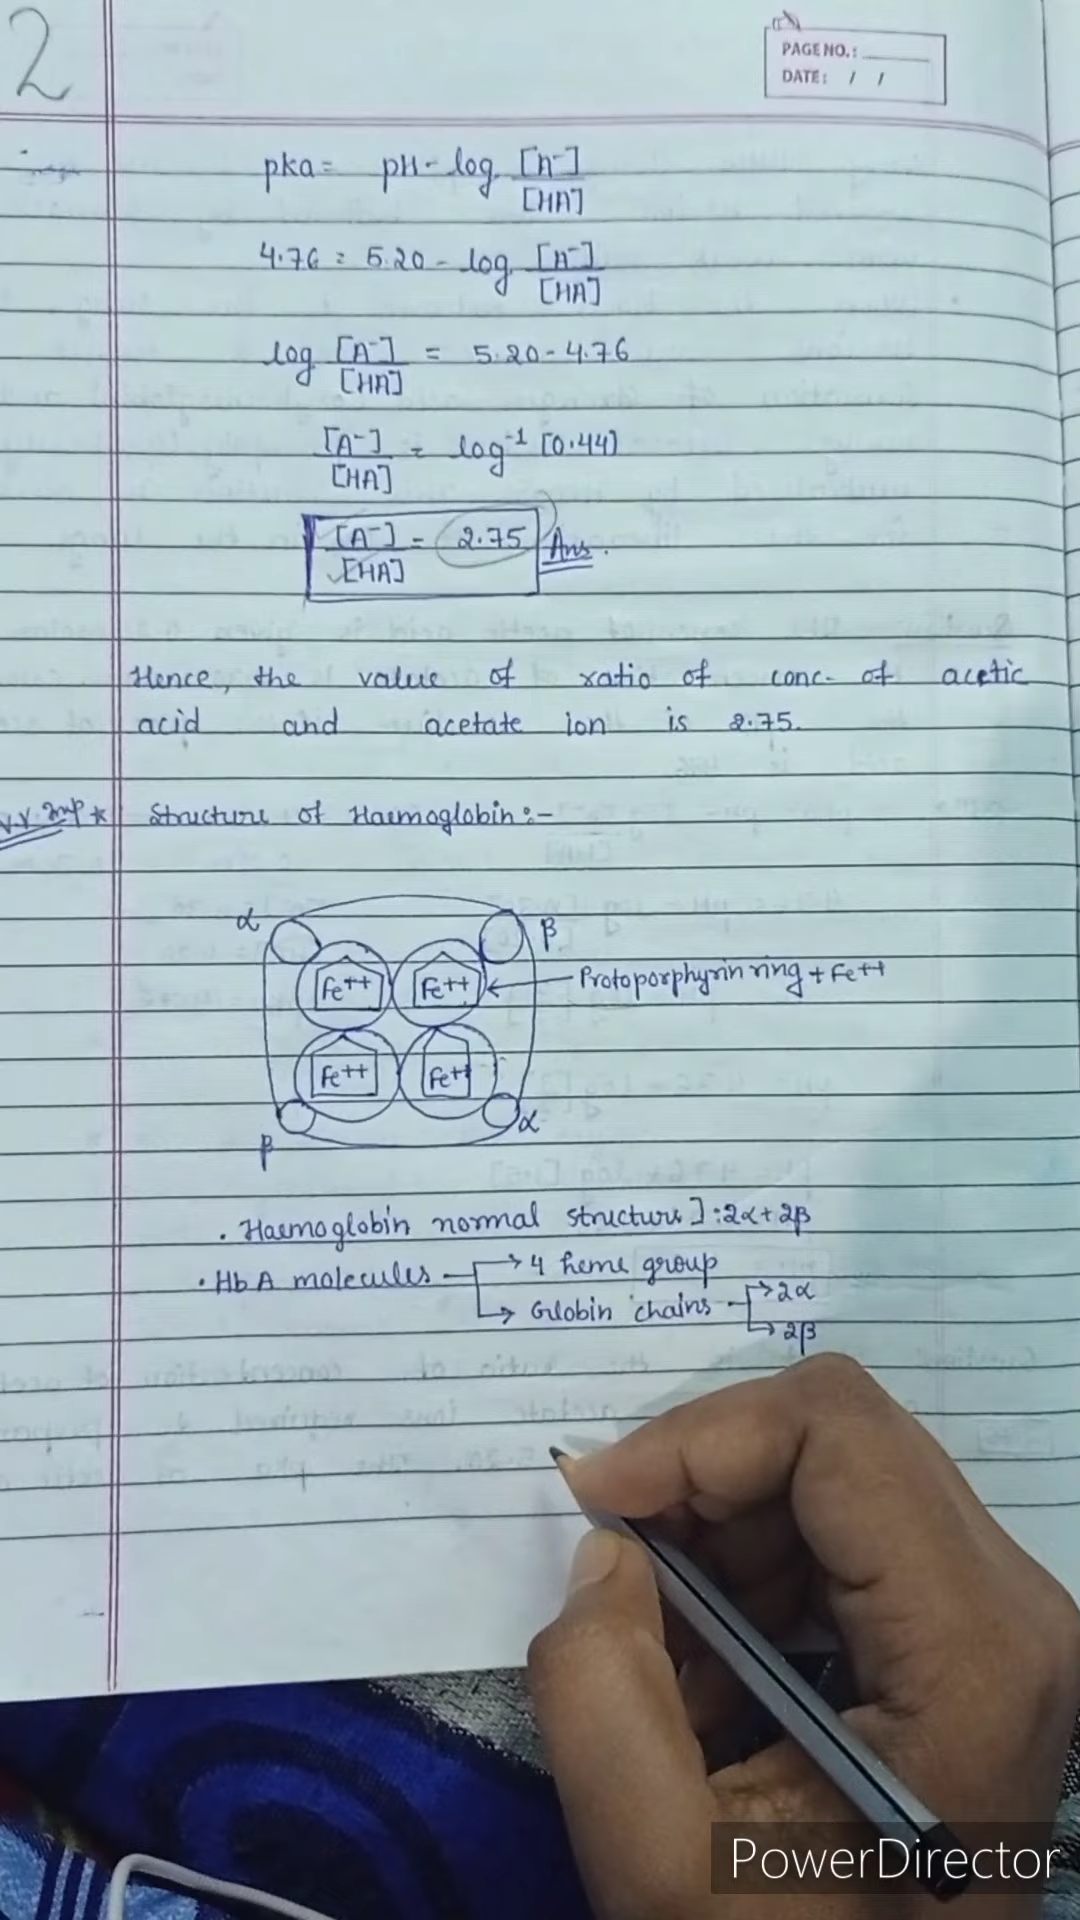 2
PAGE NO.:
DATE: / /
pka = pH - log [A-]
[HA]
4.76 = 5.20 - log [A-]
[HA]
log [A-] = 5.20 - 4.76
[HA]
[A-] = log-1 [0.44]
[HA]
[A-] = 2.75 Ans.
[HA]
Hence, the value of ratio of conc. of acetic
acid and acetate ion is 2.75.
V.V. Imp * Structure of Haemoglobin :-
α β
Fe++ Fe++ Protoporphyrin ring + Fe++
Fe++ Fe++
β α
. Haemoglobin normal structure] : 2α + 2β
. Hb A molecules → 4 heme group
→ Globin chains → 2α
→ 2β
PowerDirector